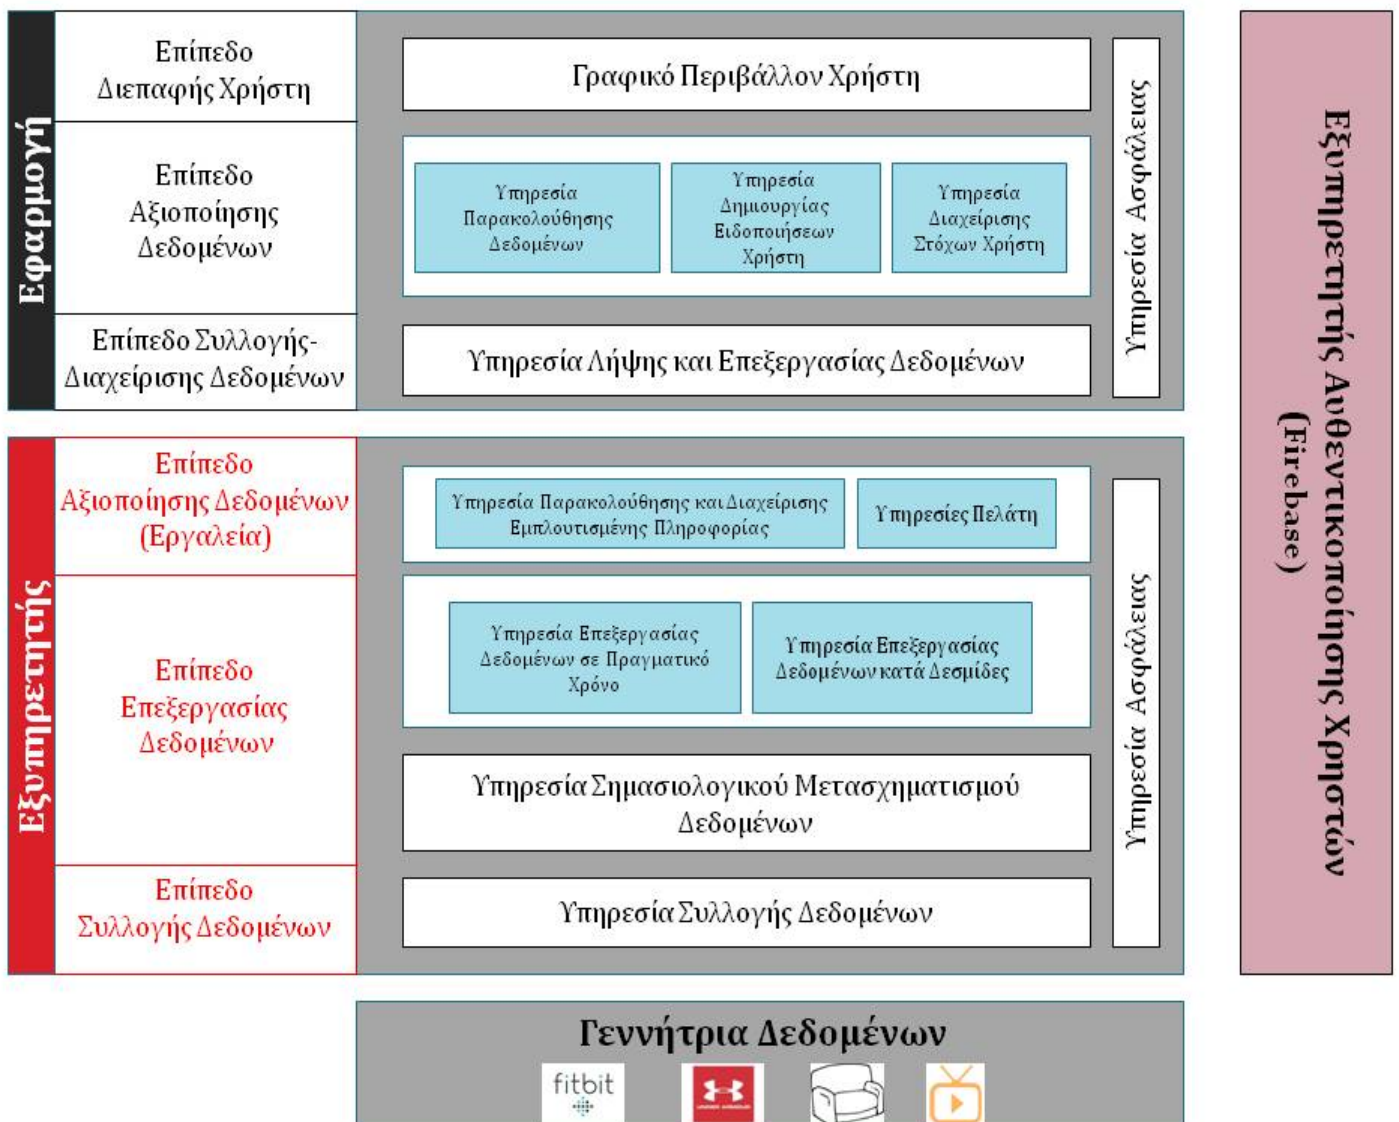 Εφαρμογή
Επίπεδο
Διεπαφής Χρήστη
Γραφικό Περιβάλλον Χρήστη
Επίπεδο
Αξιοποίησης
Δεδομένων
Υπηρεσία
Παρακολούθησης
Δεδομένων
Υπηρεσία
Δημιουργίας
Ειδοποιήσεων
Χρήστη
Υπηρεσία
Διαχείρισης
Στόχων Χρήστη
Επίπεδο Συλλογής-
Διαχείρισης Δεδομένων
Υπηρεσία Λήψης και Επεξεργασίας Δεδομένων
Υπηρεσία Ασφάλειας
Εξυπηρετητής
Επίπεδο
Αξιοποίησης Δεδομένων
(Εργαλεία)
Υπηρεσία Παρακολούθησης και Διαχείρισης
Εμπλουτισμένης Πληροφορίας
Υπηρεσίες Πελάτη
Επίπεδο
Επεξεργασίας
Δεδομένων
Υπηρεσία Επεξεργασίας
Δεδομένων σε Πραγματικό
Χρόνο
Υπηρεσία Επεξεργασίας
Δεδομένων κατά Δεσμίδες
Υπηρεσία Σημασιολογικού Μετασχηματισμού
Δεδομένων
Επίπεδο
Συλλογής Δεδομένων
Υπηρεσία Συλλογής Δεδομένων
Υπηρεσία Ασφάλειας
Εξυπηρετητής Αυθεντικοποίησης Χρηστών
(Firebase)
Γεννήτρια Δεδομένων
fitbit
UNDER ARMOUR